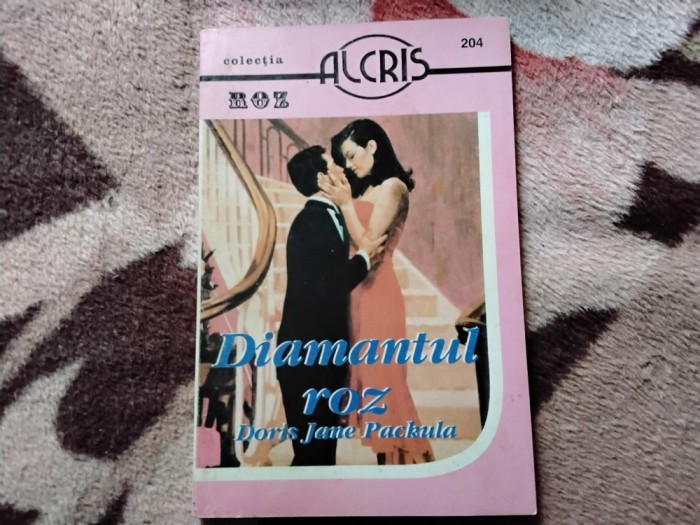 colecția
ALCRIS
204
ROZ
Diamantul
roz
Doris Jane Packula